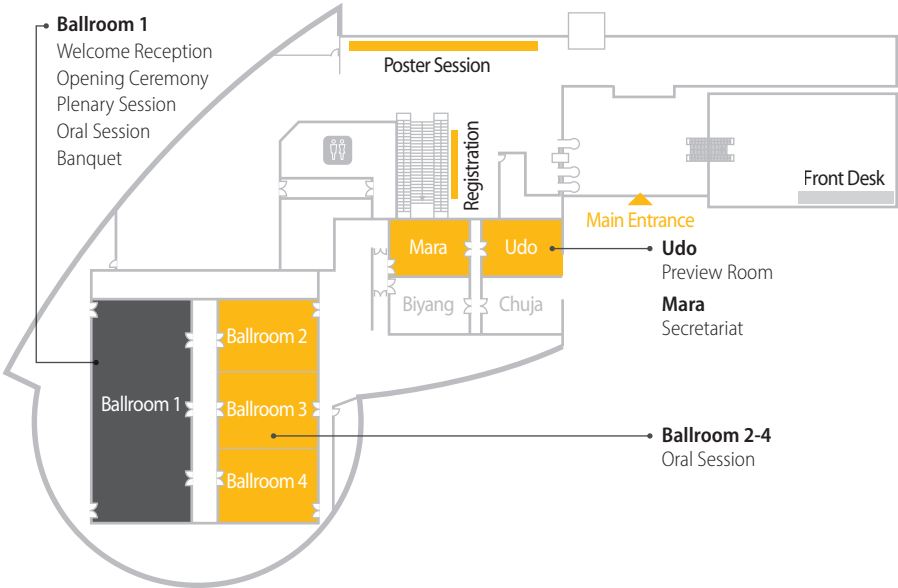 Ballroom 1
Welcome Reception
Opening Ceremony
Plenary Session
Oral Session
Banquet
Poster Session
Registration
Front Desk
Main Entrance
Mara
Udo
Biyang
Chuja
Udo
Preview Room
Mara
Secretariat
Ballroom 1
Ballroom 2
Ballroom 3
Ballroom 4
Ballroom 2-4
Oral Session